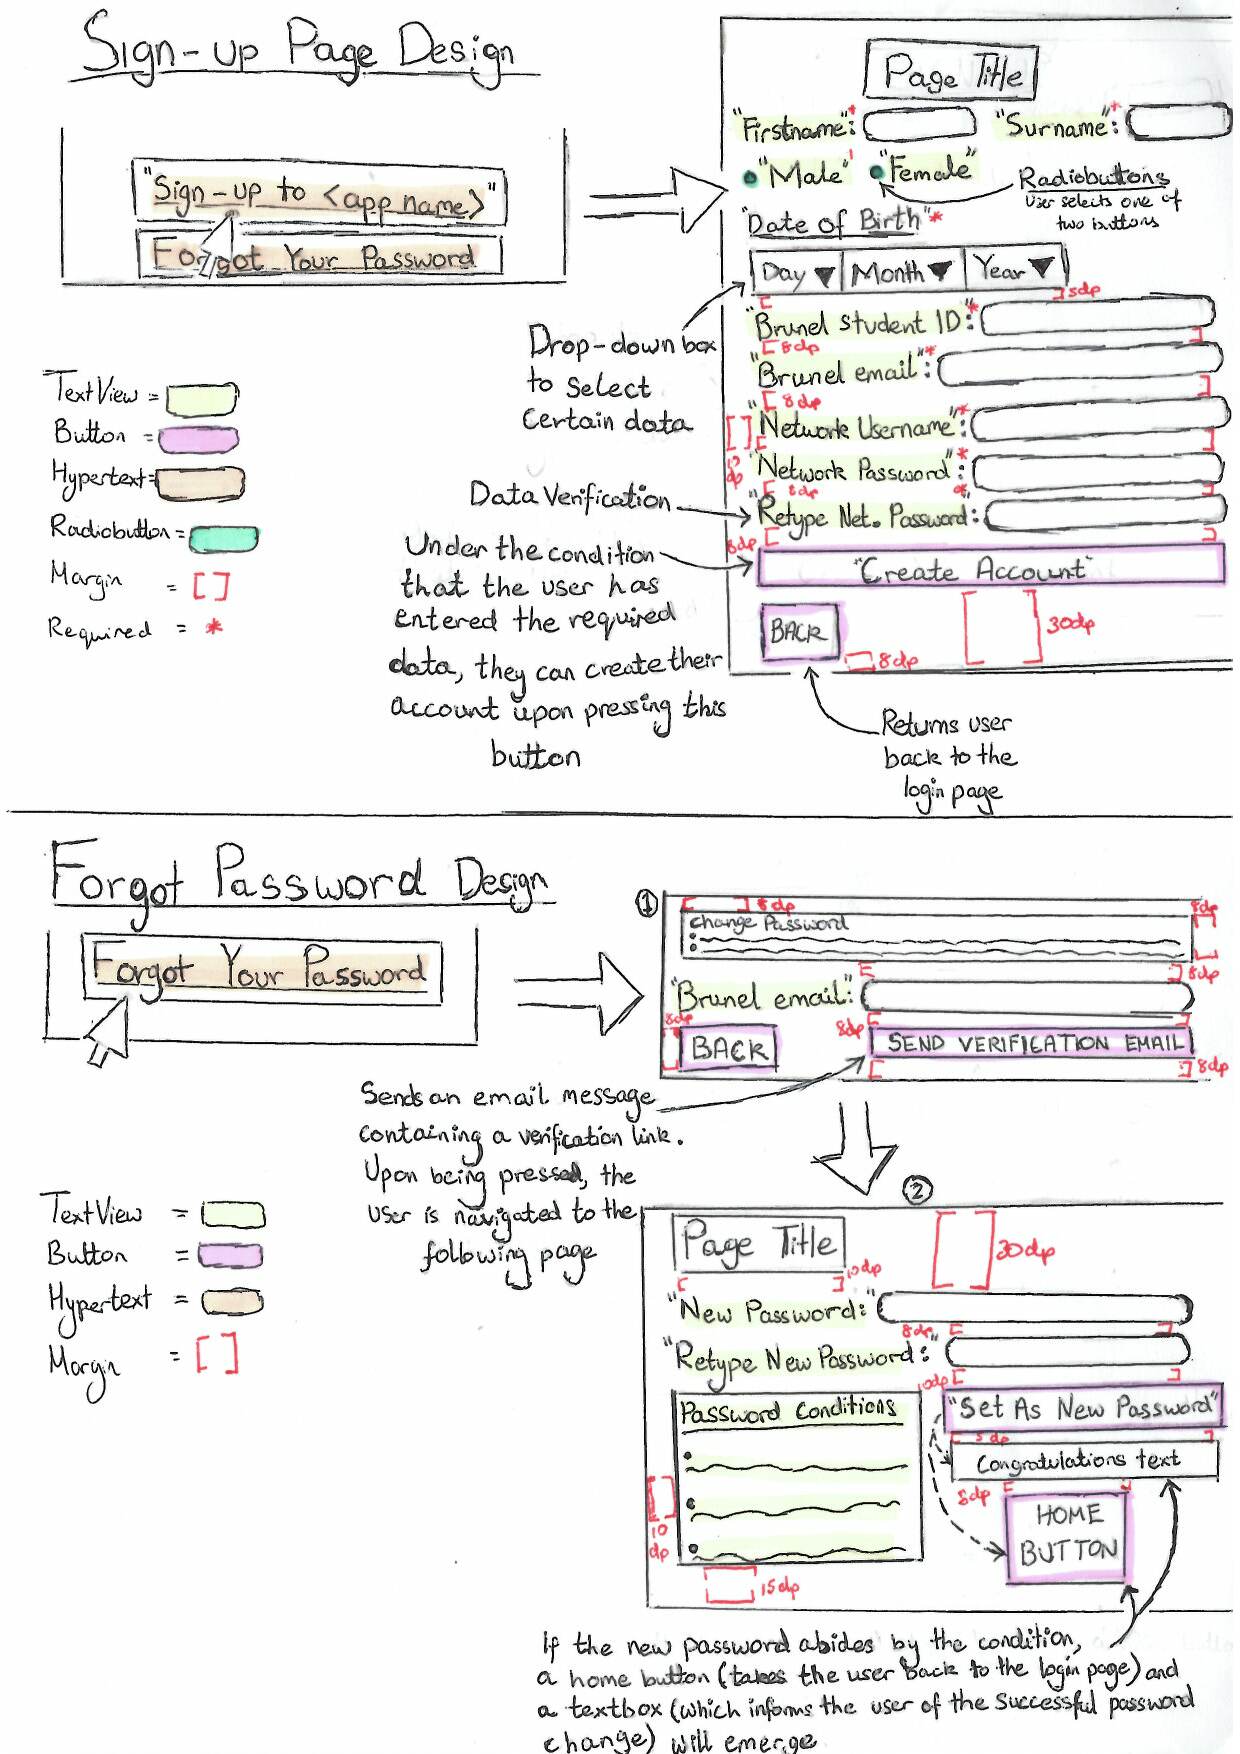 Sign-up Page Design
"Sign-up to <app name>"
Forgot Your Password
TextView =
Button =
Hypertext=
Radiobutton=
Margin = [ ]
Required = *
Page Title
"Firstname"*: "Surname"*:
"Male" "Female"
Radiobuttons
User selects one of
two buttons
"Date of Birth"*
Day ▼ Month ▼ Year ▼
5dp
"Brunel student ID"*:
8dp
"Brunel email"*:
8dp
"Network Username"*:
"Network Password"*:
8dp
"Retype Net. Password:
8dp
"Create Account"
BACK
30dp
8dp
Drop-down box
to select
certain data
Data Verification
Under the condition
that the user has
entered the required
data, they can create their
account upon pressing this
button
Returns user
back to the
login page
Forgot Password Design
Forgot Your Password
TextView =
Button =
Hypertext =
Margin = [ ]
1
8dp 8dp
Change Password
8dp
"Brunel email":
8dp 8dp
BACK SEND VERIFICATION EMAIL
8dp
Sends an email message
containing a verification link.
Upon being pressed, the
user is navigated to the
following page
2
Page Title
10dp
30dp
"New Password:"
8dp
"Retype New Password:"
10dp
"Set As New Password"
5dp
Congratulations text
8dp
HOME
BUTTON
Password Conditions
10
dp
15dp
If the new password abides by the condition,
a home button (takes the user back to the login page) and
a textbox (which informs the user of the successful password
change) will emerge